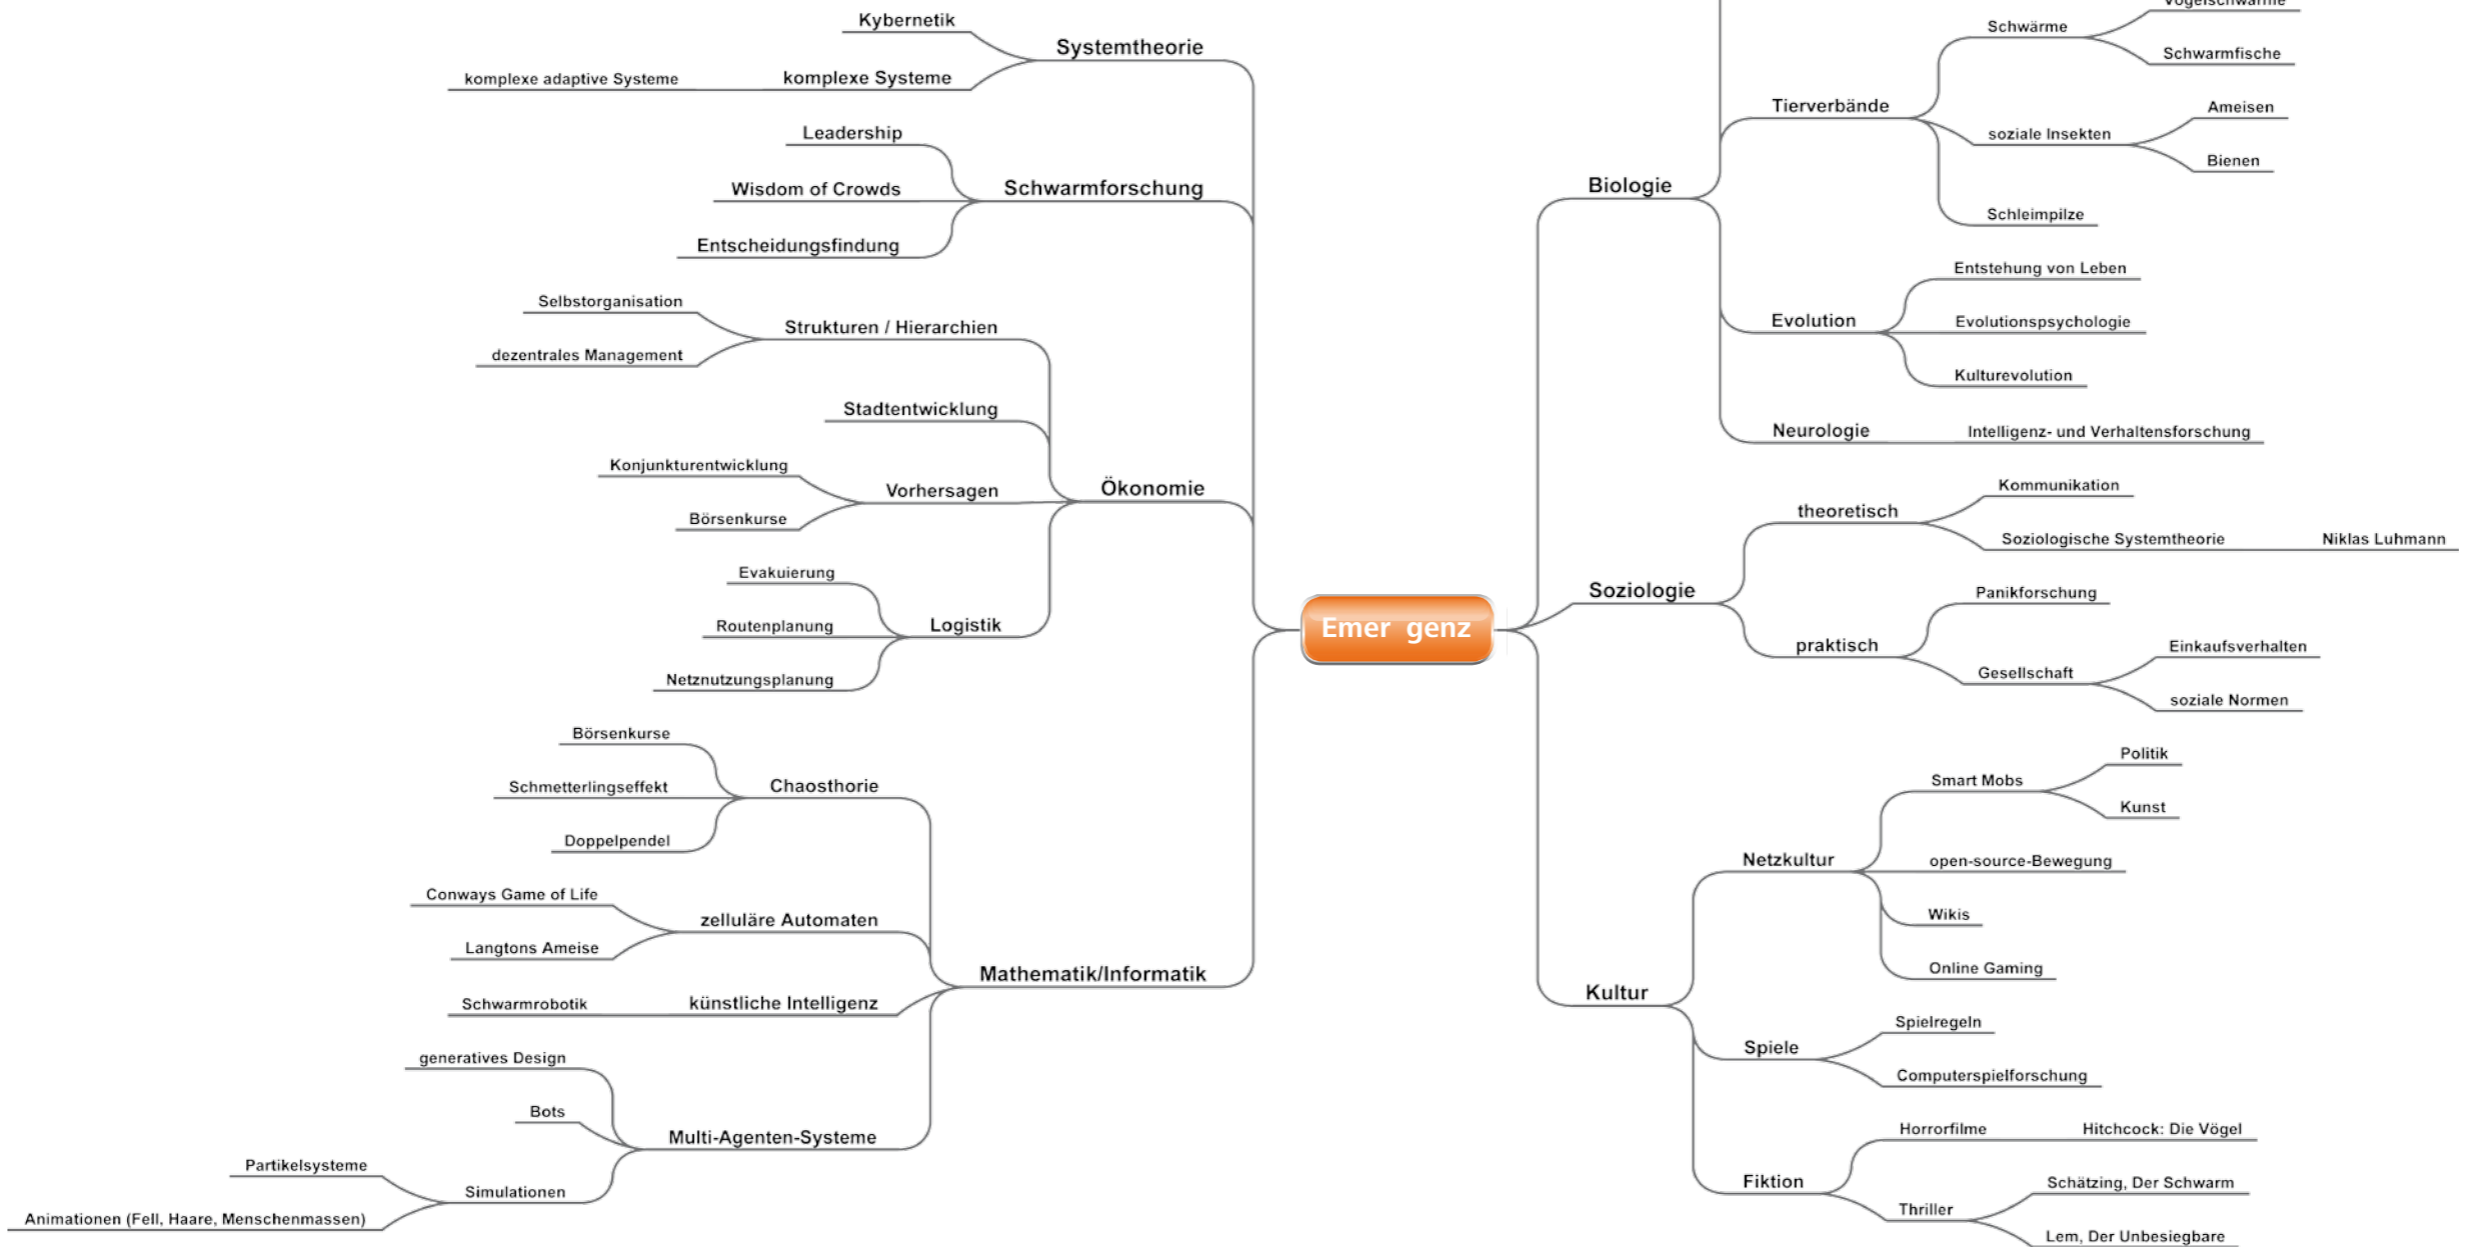 Kybernetik
Systemtheorie
komplexe adaptive Systeme
komplexe Systeme
Leadership
Wisdom of Crowds
Schwarmforschung
Entscheidungsfindung
Selbstorganisation
Strukturen / Hierarchien
dezentrales Management
Stadtentwicklung
Konjunkturentwicklung
Vorhersagen
Ökonomie
Börsenkurse
Evakuierung
Routenplanung
Logistik
Netznutzungsplanung
Börsenkurse
Schmetterlingseffekt
Chaosthorie
Doppelpendel
Conways Game of Life
zelluläre Automaten
Langtons Ameise
Mathematik/Informatik
Schwarmrobotik
künstliche Intelligenz
generatives Design
Bots
Multi-Agenten-Systeme
Partikelsysteme
Simulationen
Animationen (Fell, Haare, Menschenmassen)
Emer genz
Vogelschwärme
Schwärme
Schwarmfische
Tierverbände
Ameisen
soziale Insekten
Bienen
Biologie
Schleimpilze
Entstehung von Leben
Evolution
Evolutionspsychologie
Kulturevolution
Neurologie
Intelligenz- und Verhaltensforschung
Kommunikation
theoretisch
Soziologische Systemtheorie
Niklas Luhmann
Soziologie
Panikforschung
praktisch
Einkaufsverhalten
Gesellschaft
soziale Normen
Politik
Smart Mobs
Kunst
Netzkultur
open-source-Bewegung
Wikis
Online Gaming
Kultur
Spielregeln
Spiele
Computerspielforschung
Horrorfilme
Hitchcock: Die Vögel
Fiktion
Schätzing, Der Schwarm
Thriller
Lem, Der Unbesiegbare